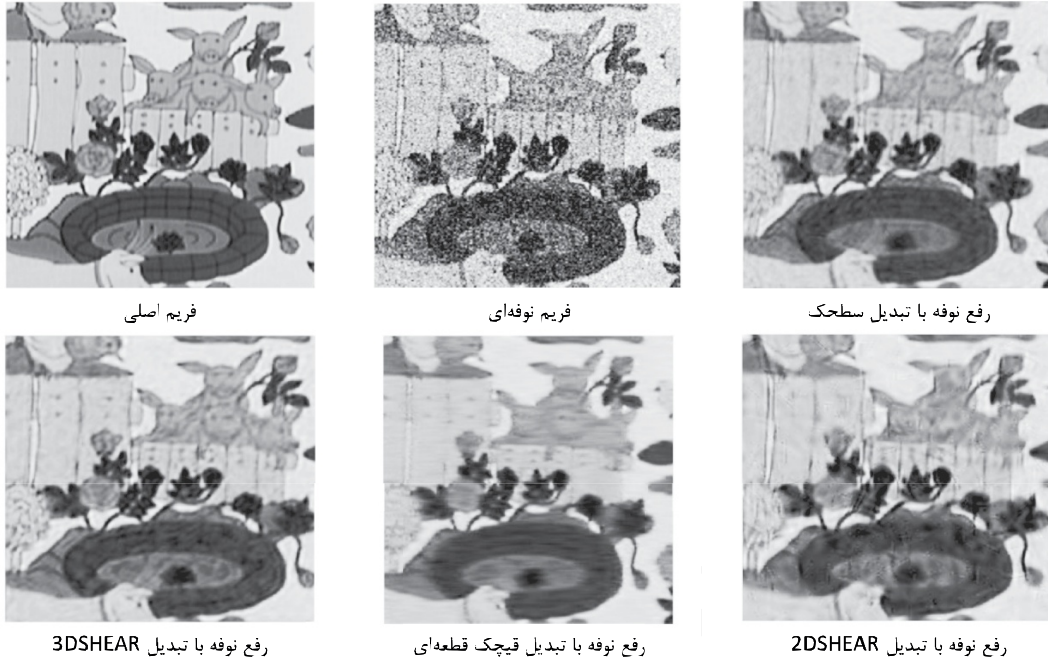 فریم اصلی
فریم نوفه‌ای
رفع نوفه با تبدیل سطحک
رفع نوفه با تبدیل 3DSHEAR
رفع نوفه با تبدیل قیچک قطعه‌ای
رفع نوفه با تبدیل 2DSHEAR